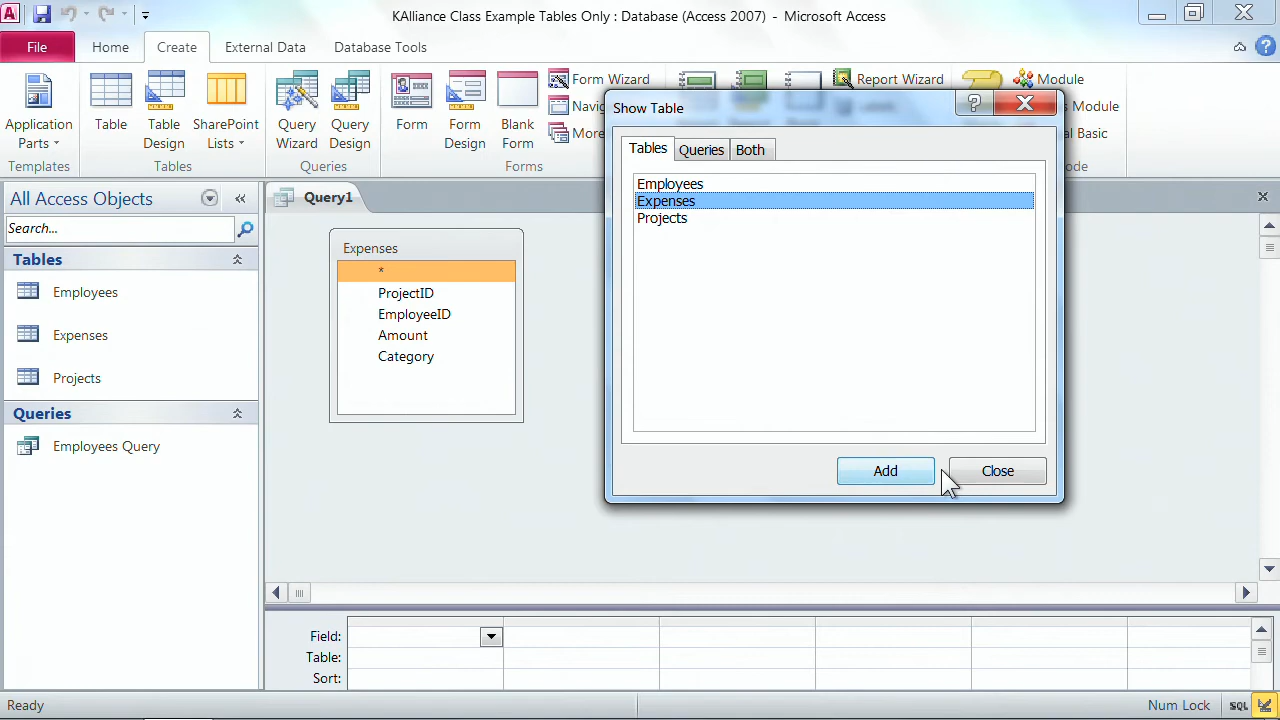 KAlliance Class Example Tables Only : Database (Access 2007) - Microsoft Access
File Home Create External Data Database Tools
Application Parts
Table
Table Design
SharePoint Lists
Query Wizard
Query Design
Form
Form Design
Blank Form
Form Wizard
More
Report Wizard
Module
Templates Tables Queries Forms
All Access Objects
Search...
Tables
Employees
Expenses
Projects
Queries
Employees Query
Query1
Expenses
*
ProjectID
EmployeeID
Amount
Category
Show Table
Tables Queries Both
Employees
Expenses
Projects
Add Close
Field:
Table:
Sort:
Ready Num Lock SQL